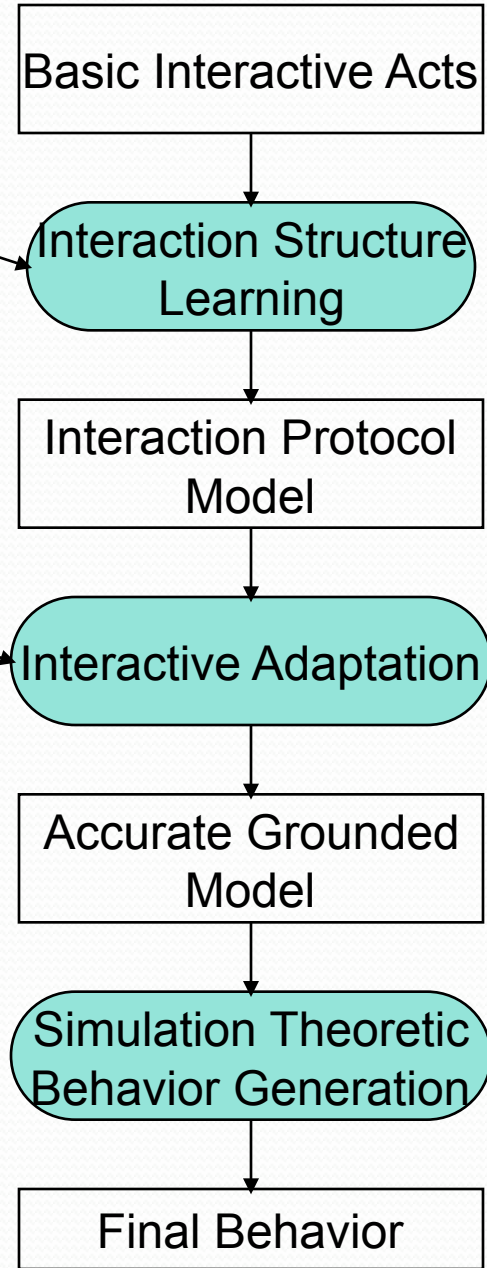 Basic Interactive Acts
Interaction Structure
Learning
Interaction Protocol
Model
Interactive Adaptation
Accurate Grounded
Model
Simulation Theoretic
Behavior Generation
Final Behavior